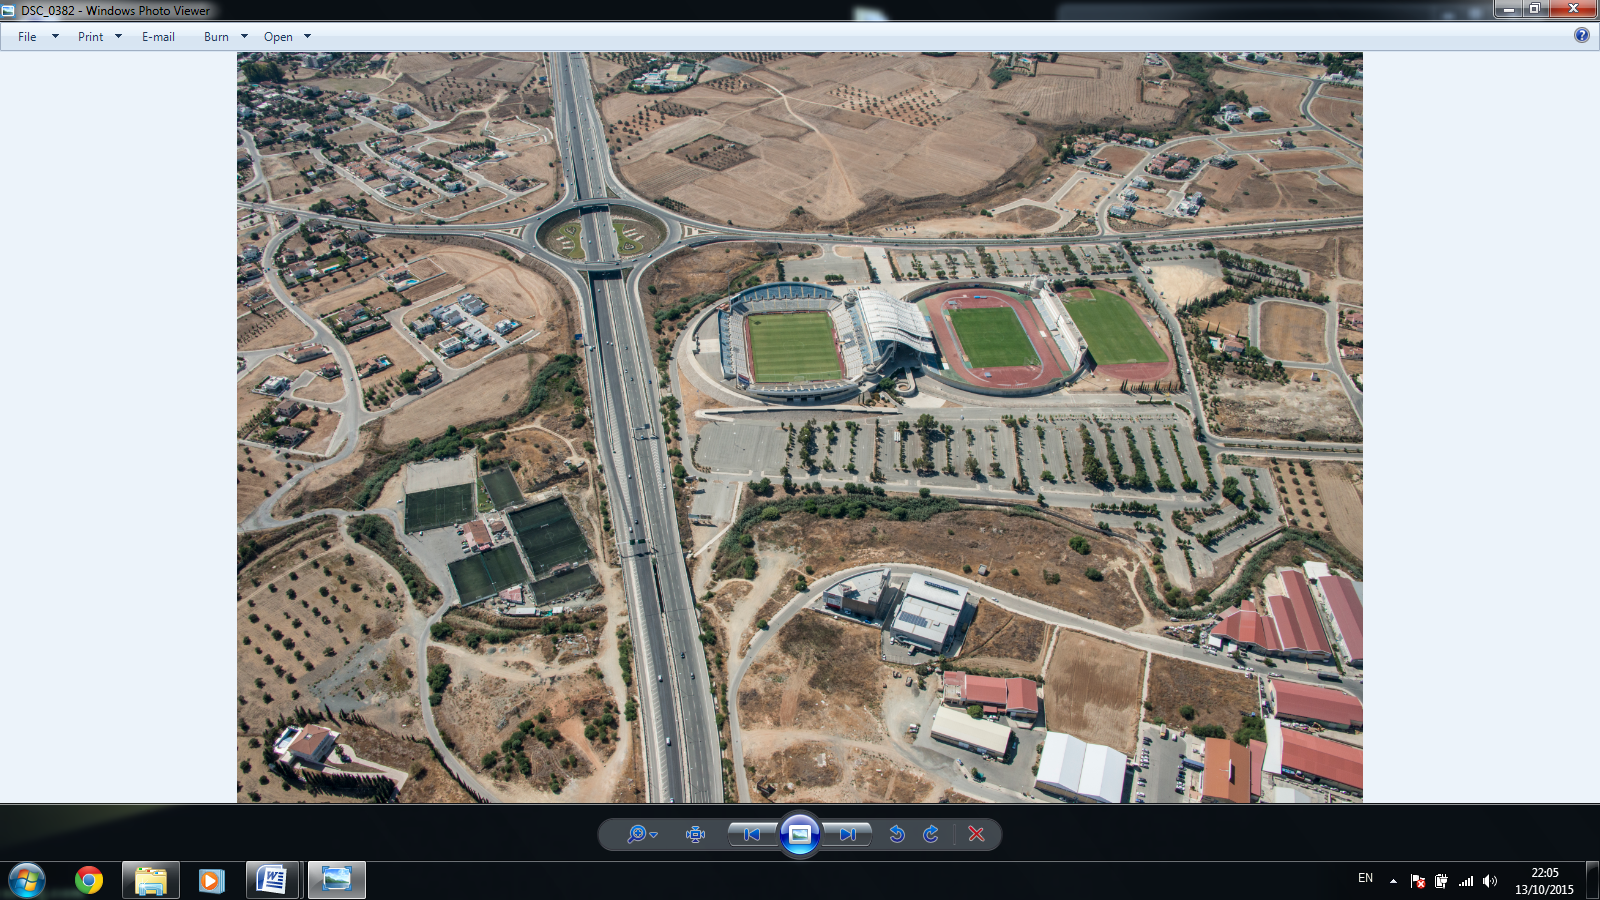 DSC_0382 - Windows Photo Viewer
File Print E-mail Burn Open
EN
22:05
13/10/2015